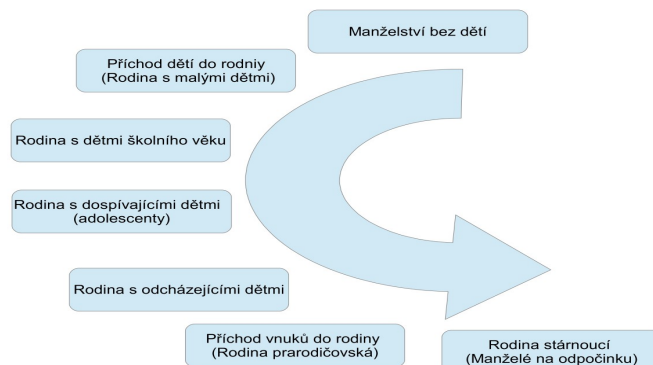 Manželství bez dětí
Příchod dětí do rodniy
(Rodina s malými dětmi)
Rodina s dětmi školního věku
Rodina s dospívajícími dětmi
(adolescenty)
Rodina s odcházejícími dětmi
Příchod vnuků do rodiny
(Rodina prarodičovská)
Rodina stárnoucí
(Manželé na odpočinku)